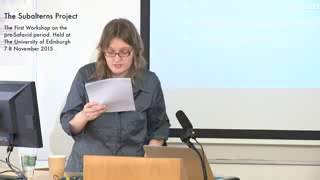 The Subalterns Project
The First Workshop on the
pre-Safavid period. Held at
The University of Edinburgh
7-8 November 2015